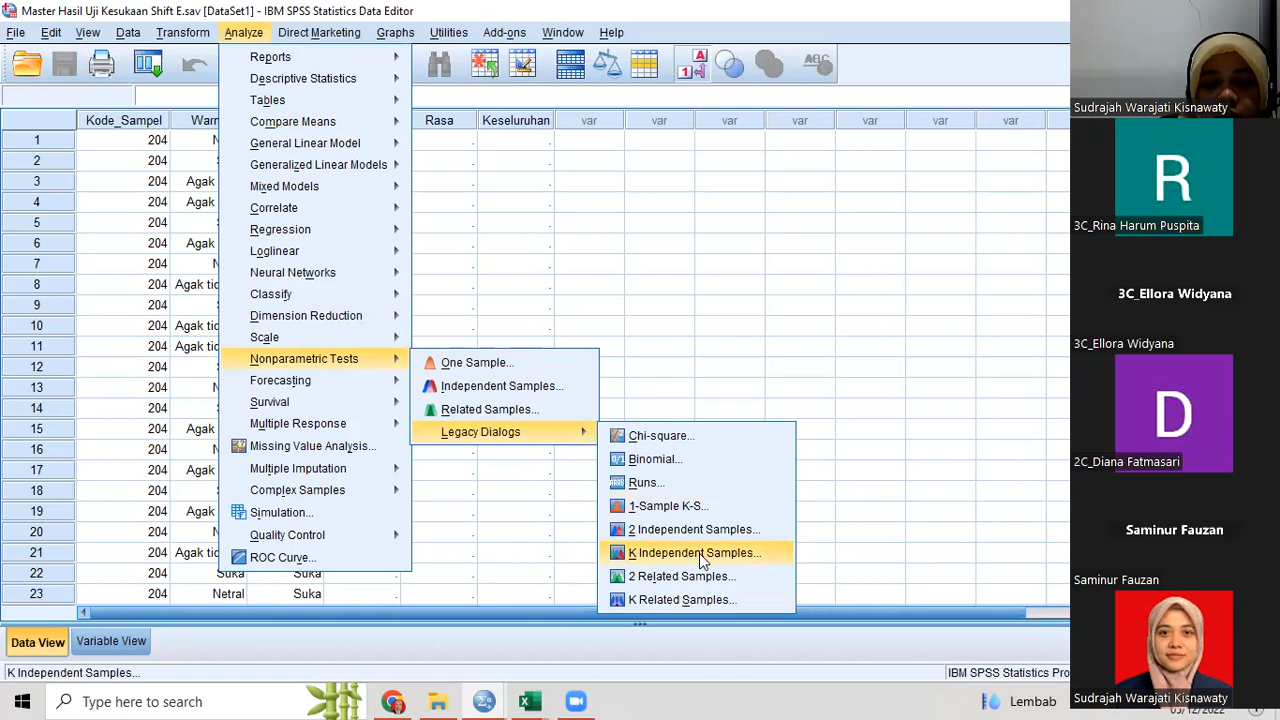 Master Hasil Uji Kesukaan Shift E.sav [DataSet1] - IBM SPSS Statistics Data Editor
File Edit View Data Transform Analyze Direct Marketing Graphs Utilities Add-ons Window Help
Kode_Sampel Rasa Keseluruhan var var var var var var var
1 204
2 204
3 204 Agak
4 204 Agak
5 204
6 204 Agak
7 204
8 204 Agak tid
9 204
10 204 Agak tid
11 204 Agak tid
12 204
13 204
14 204
15 204 Agak
16 204
17 204 Agak
18 204
19 204 Agak
20 204
21 204 Agak tid
22 204 Suka Suka
23 204 Netral Suka
Reports
Descriptive Statistics
Tables
Compare Means
General Linear Model
Generalized Linear Models
Mixed Models
Correlate
Regression
Loglinear
Neural Networks
Classify
Dimension Reduction
Scale
Nonparametric Tests
Forecasting
Survival
Multiple Response
Missing Value Analysis...
Multiple Imputation
Complex Samples
Simulation...
Quality Control
ROC Curve...
One Sample...
Independent Samples...
Related Samples...
Legacy Dialogs
Chi-square...
Binomial...
Runs...
1-Sample K-S...
2 Independent Samples...
K Independent Samples...
2 Related Samples...
K Related Samples...
Data View Variable View
K Independent Samples...
IBM SPSS Statistics Pro
Type here to search
Lembab
Sudrajah Warajati Kisnawaty
R
3C_Rina Harum Puspita
3C_Ellora Widyana
3C_Ellora Widyana
D
2C_Diana Fatmasari
Saminur Fauzan
Saminur Fauzan
Sudrajah Warajati Kisnawaty